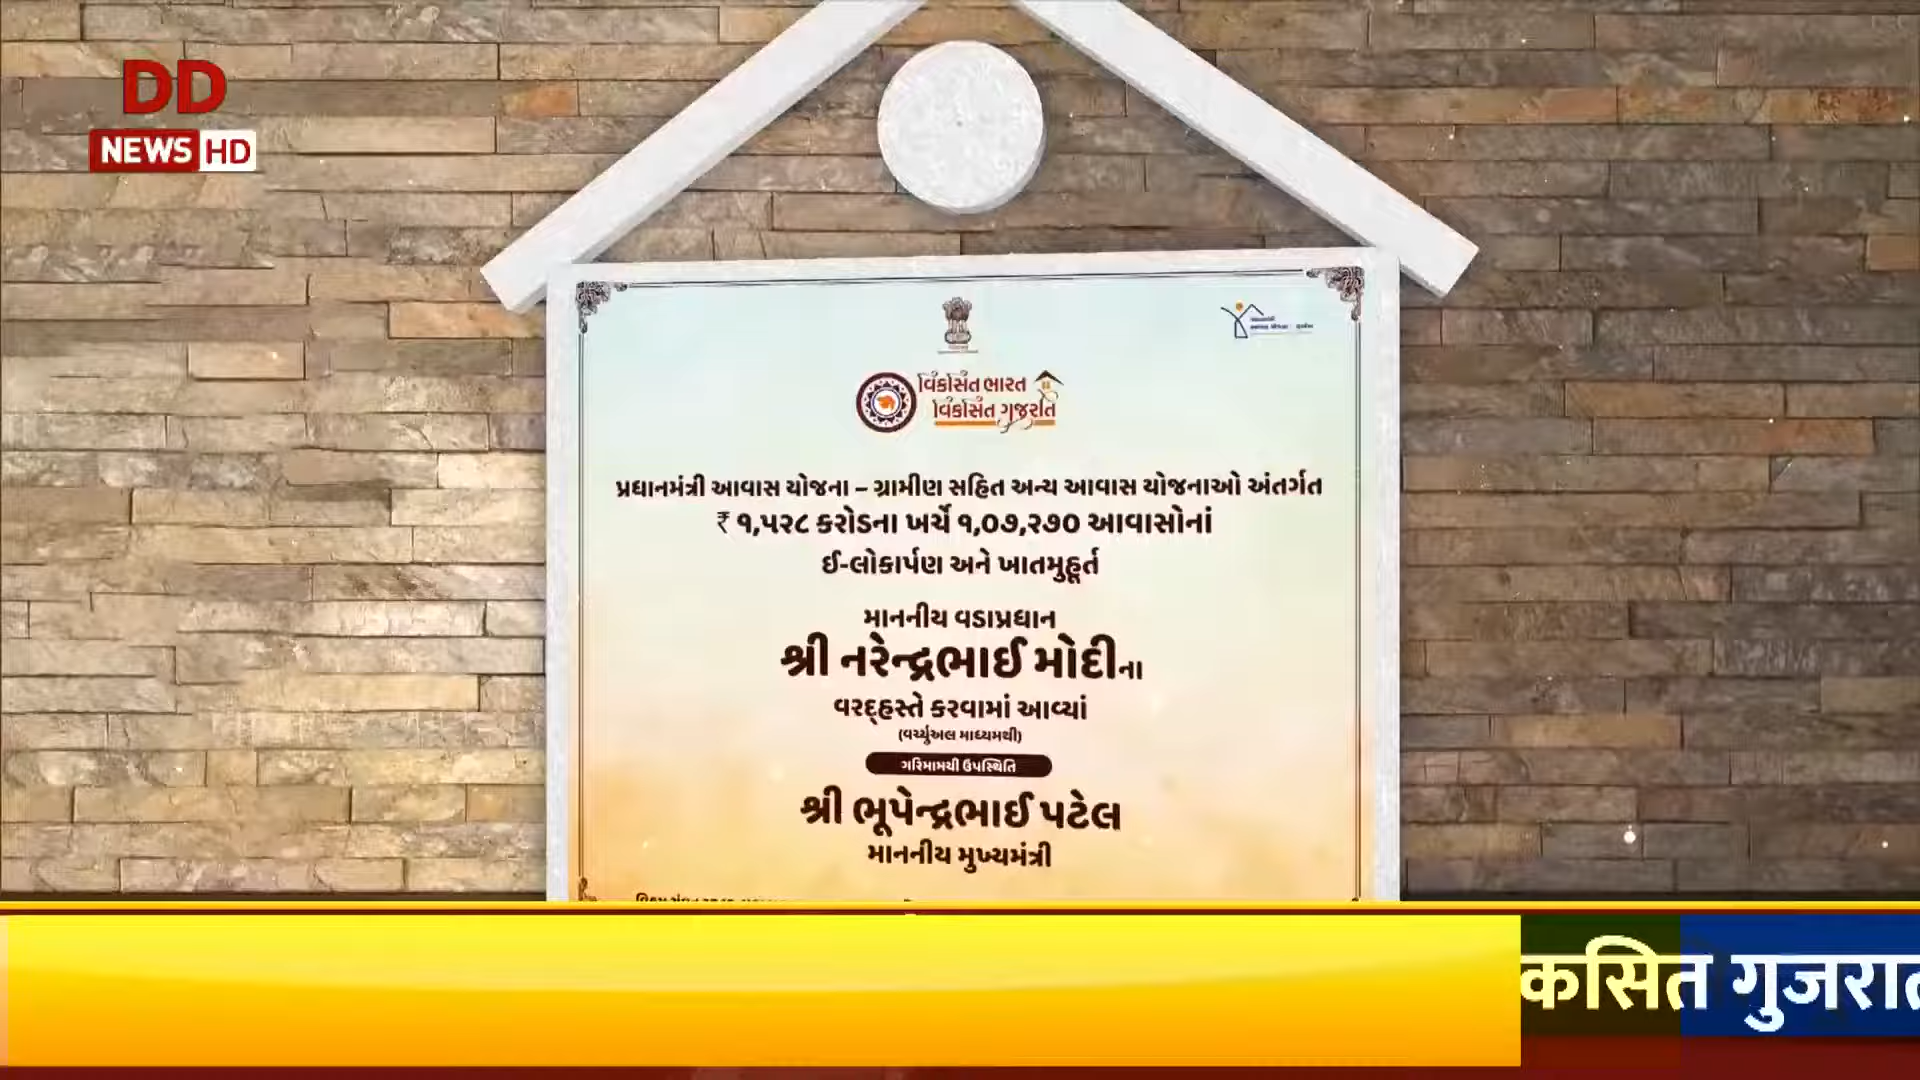 DD
NEWS HD
વિકસિત ભારત
વિકસિત ગુજરાત
પ્રધાનમંત્રી આવાસ યોજના – ગ્રામીણ સહિત અન્ય આવાસ યોજનાઓ અંતર્ગત
₹ ૧,૫૨૮ કરોડના ખર્ચે ૧,૦૭,૨૭૦ આવાસોનાં
ઈ-લોકાર્પણ અને ખાતમુહૂર્ત
માનનીય વડાપ્રધાન
શ્રી નરેન્દ્રભાઈ મોદીના
વરદ્હસ્તે કરવામાં આવ્યાં
(વર્ચ્યુઅલ માધ્યમથી)
ગરિમામયી ઉપસ્થિતિ
શ્રી ભૂપેન્દ્રભાઈ પટેલ
માનનીય મુખ્યમંત્રી
कसित गुजरात